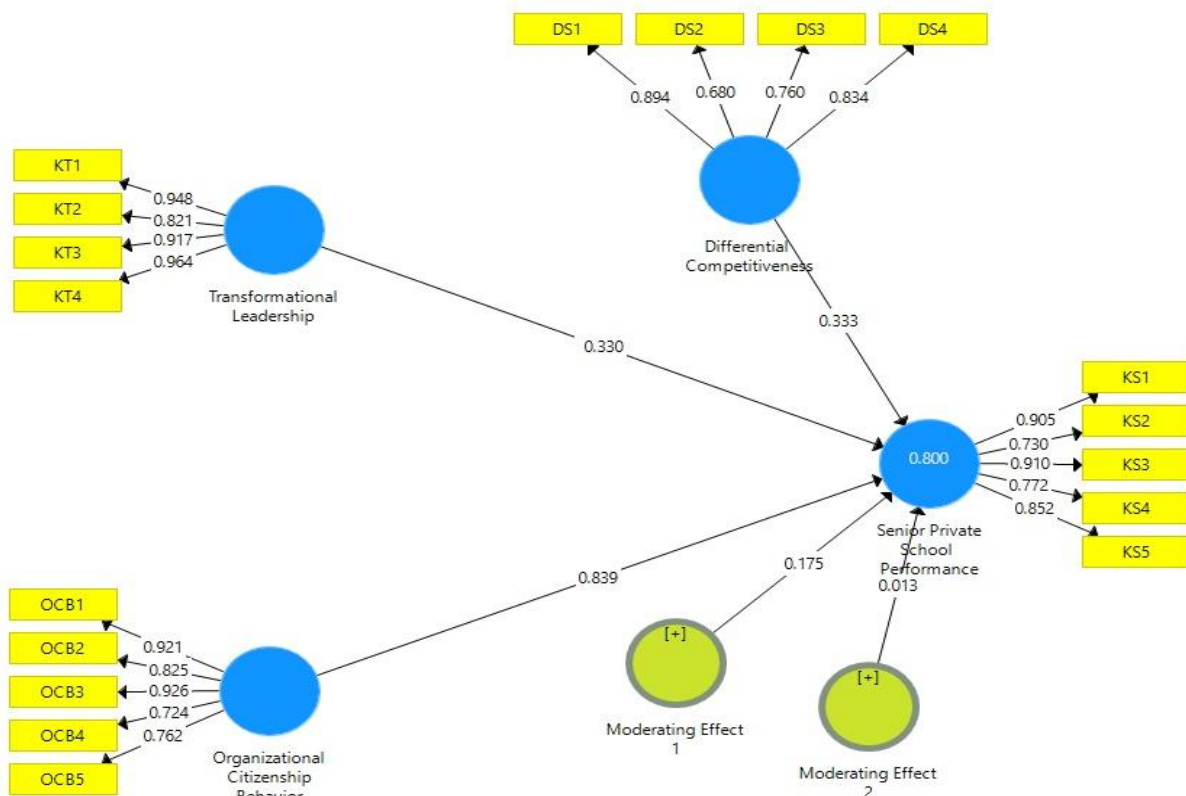 DS1
DS2
DS3
DS4
0.894
0.680
0.760
0.834
Differential
Competitiveness
KT1
KT2
KT3
KT4
0.948
0.821
0.917
0.964
Transformational
Leadership
0.330
0.333
KS1
KS2
KS3
KS4
KS5
0.905
0.730
0.910
0.772
0.852
0.800
Senior Private
School
Performance
0.839
0.175
0.013
OCB1
OCB2
OCB3
OCB4
OCB5
0.921
0.825
0.926
0.724
0.762
Organizational
Citizenship
Behavior
[+]
Moderating Effect
1
[+]
Moderating Effect
2